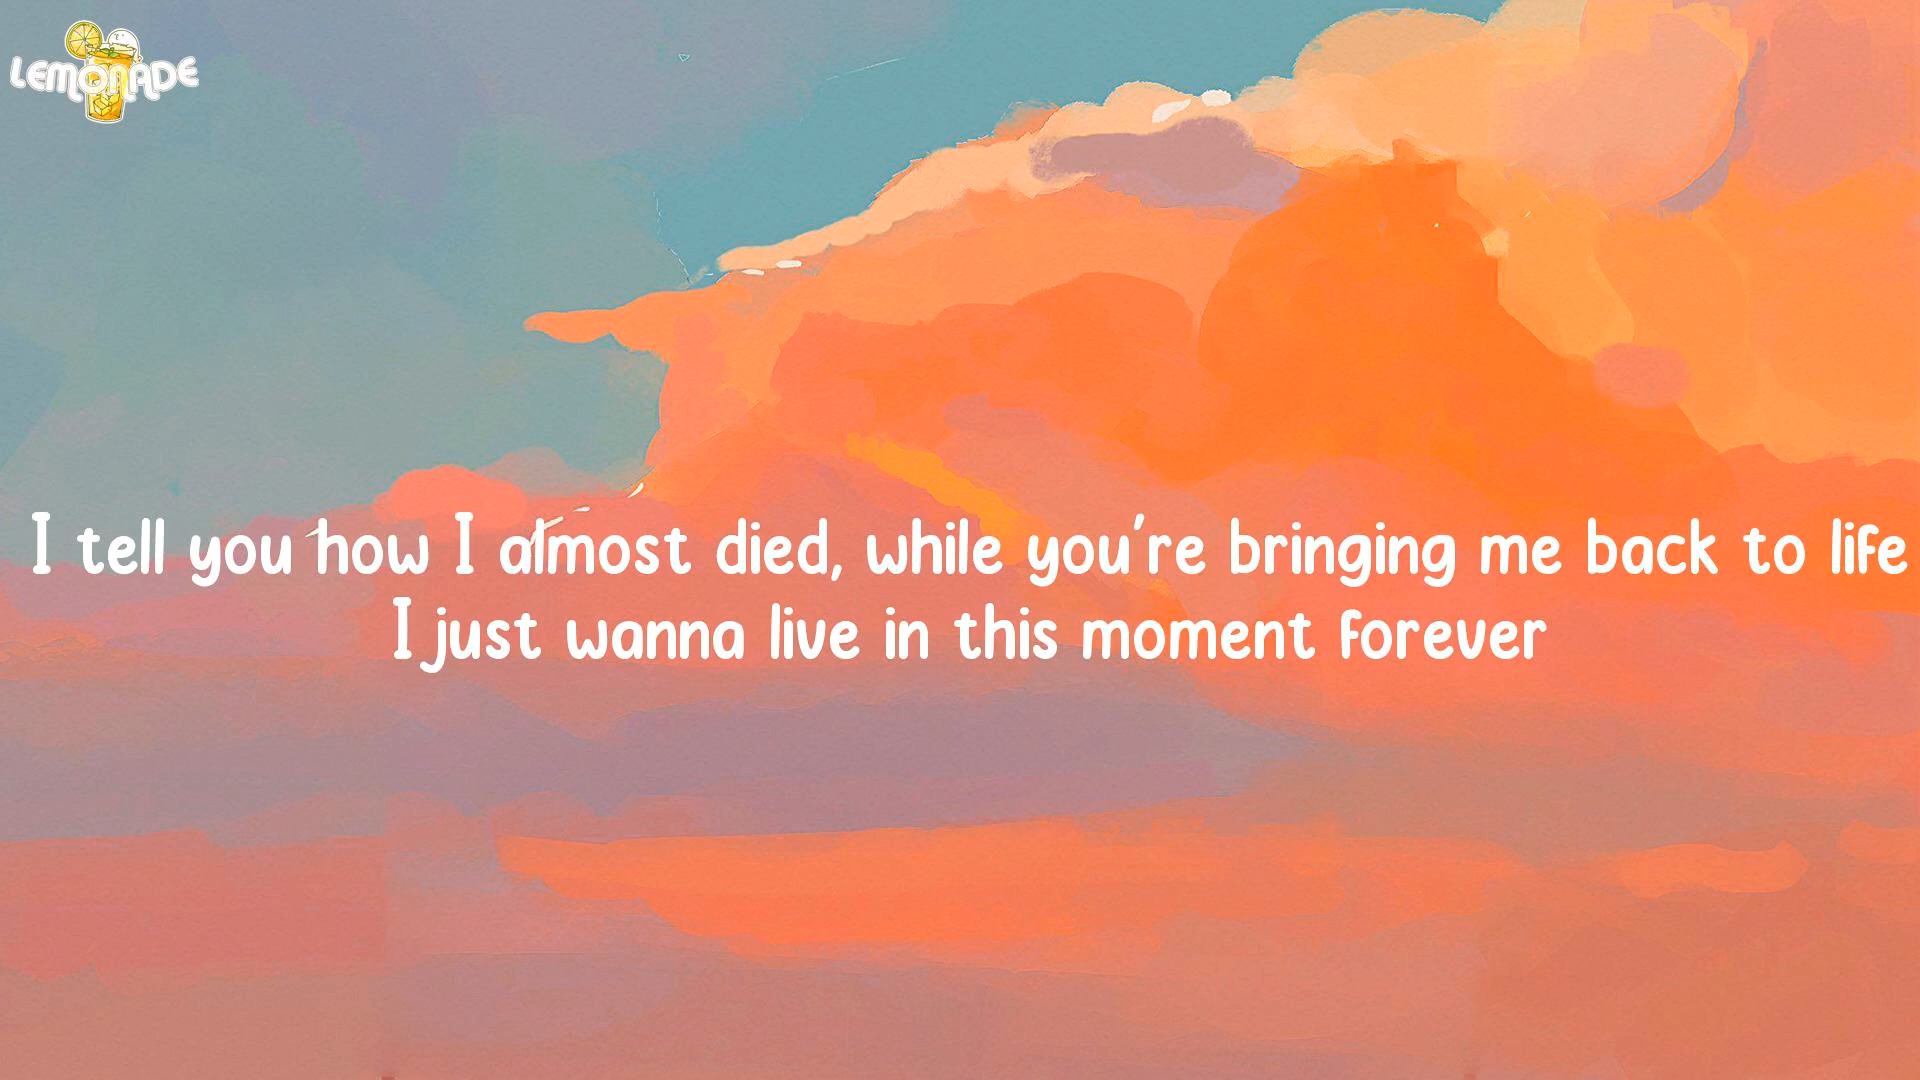 LEMONADE
I tell you how I almost died, while you're bringing me back to life
I just wanna live in this moment forever